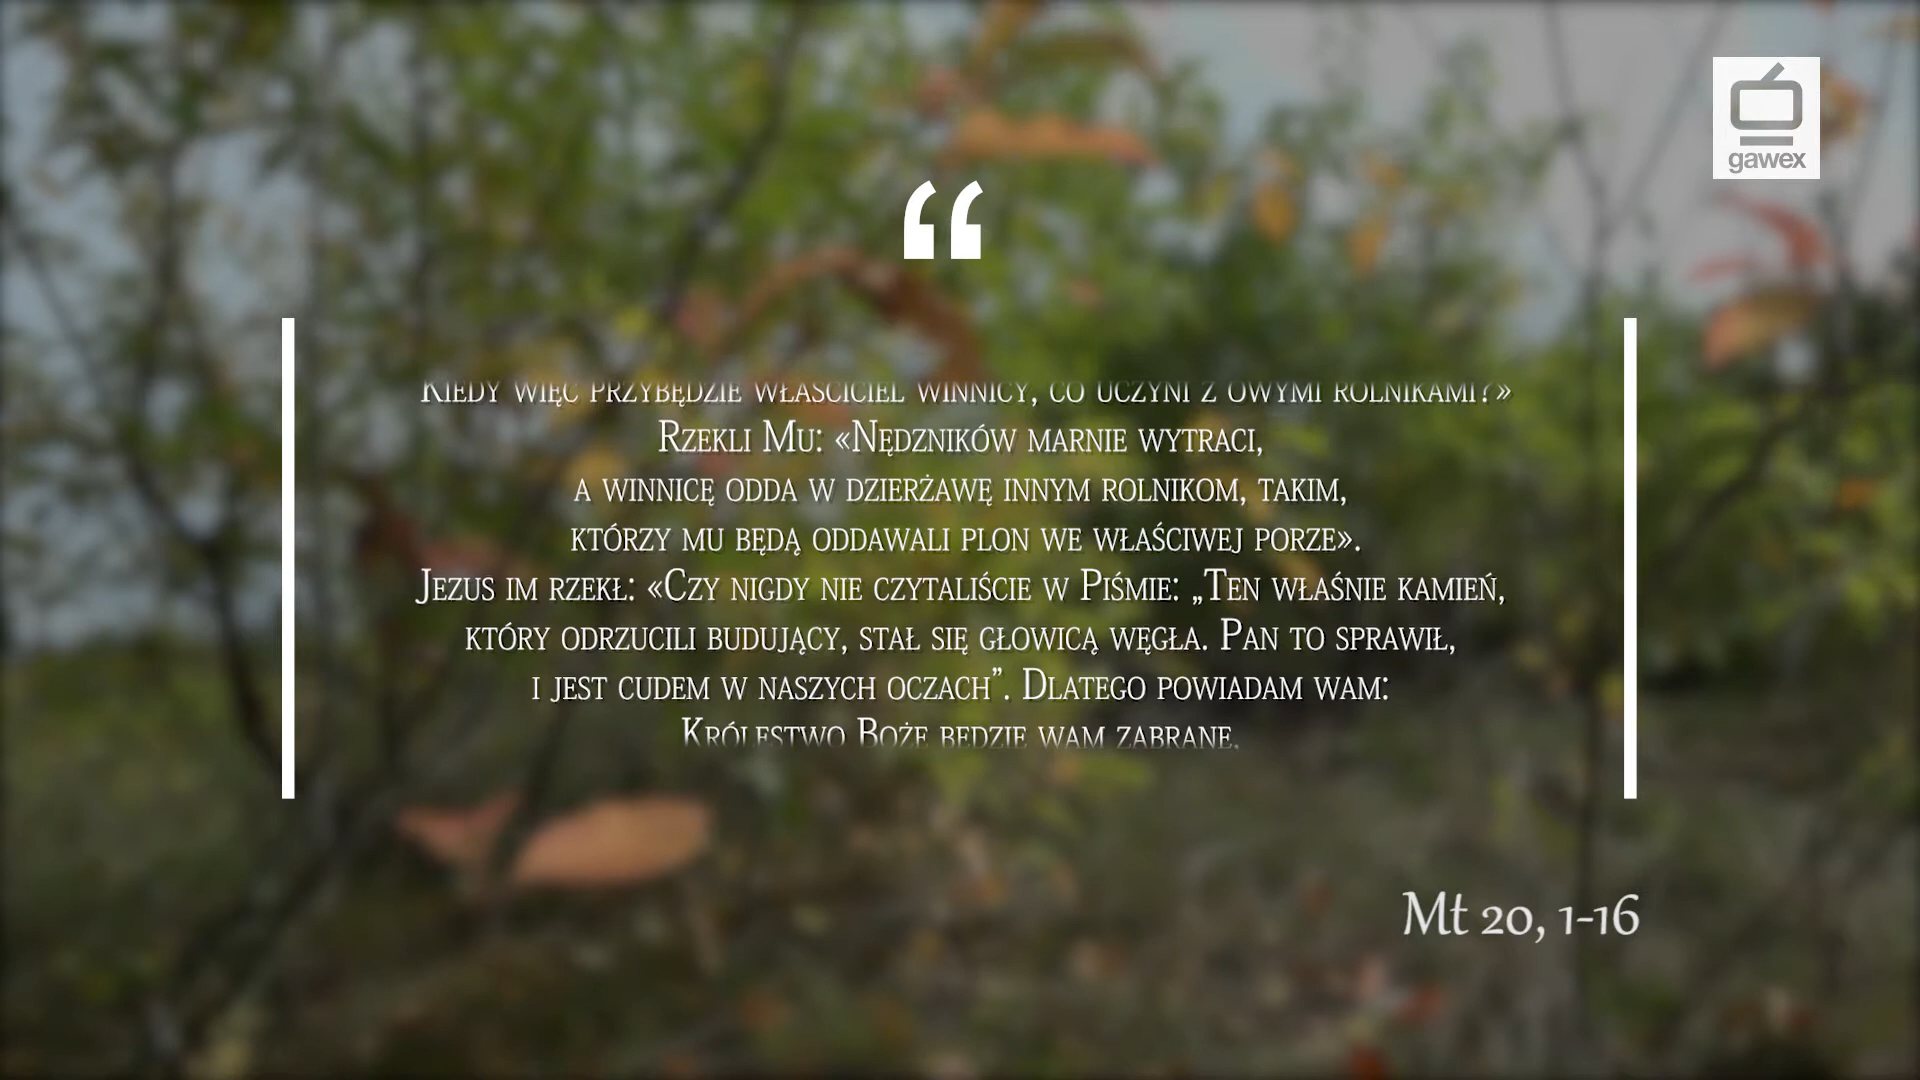 gawex
“
Kiedy więc przybędzie właściciel winnicy, co uczyni z owymi rolnikami?»
Rzekli Mu: «Nędzników marnie wytraci,
a winnicę odda w dzierżawę innym rolnikom, takim,
którzy mu będą oddawali plon we właściwej porze».
Jezus im rzekł: «Czy nigdy nie czytaliście w Piśmie: „Ten właśnie kamień,
który odrzucili budujący, stał się głowicą węgła. Pan to sprawił,
i jest cudem w naszych oczach”. Dlatego powiadam wam:
Królestwo Boże będzie wam zabrane,
Mt 20, 1-16